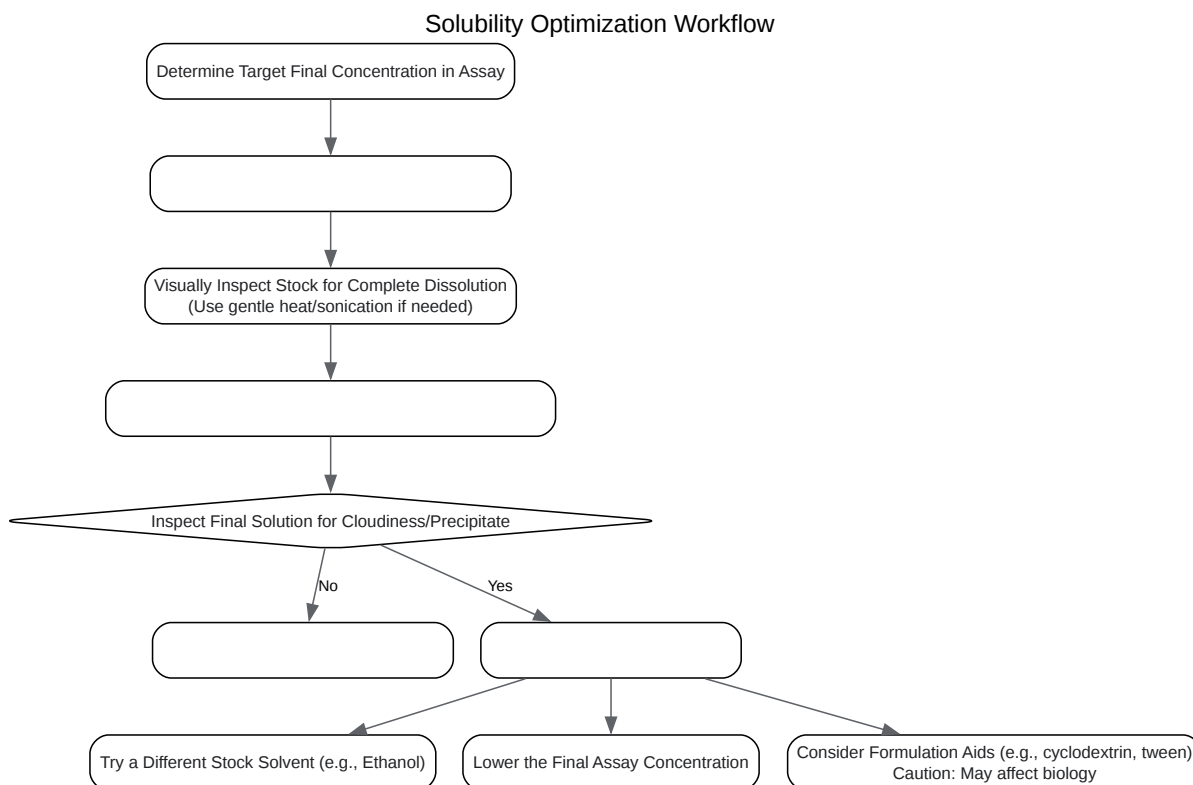 Solubility Optimization Workflow
Determine Target Final Concentration in Assay
Visually Inspect Stock for Complete Dissolution
(Use gentle heat/sonication if needed)
Inspect Final Solution for Cloudiness/Precipitate
No
Yes
Try a Different Stock Solvent (e.g., Ethanol)
Lower the Final Assay Concentration
Consider Formulation Aids (e.g., cyclodextrin, tween)
Caution: May affect biology